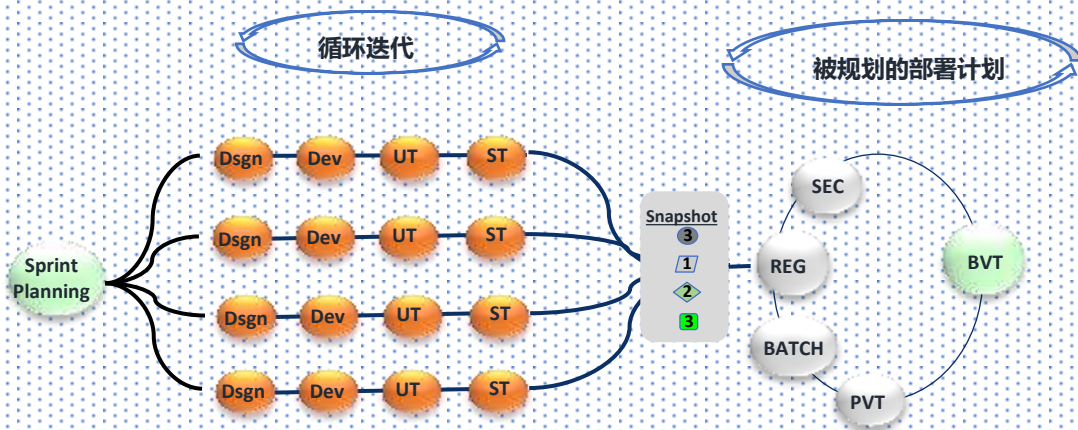 循环迭代
被规划的部署计划
Dsgn Dev UT ST
Dsgn Dev UT ST
Dsgn Dev UT ST
Dsgn Dev UT ST
Sprint
Planning
Snapshot
3
1
2
3
SEC
REG
BATCH
PVT
BVT